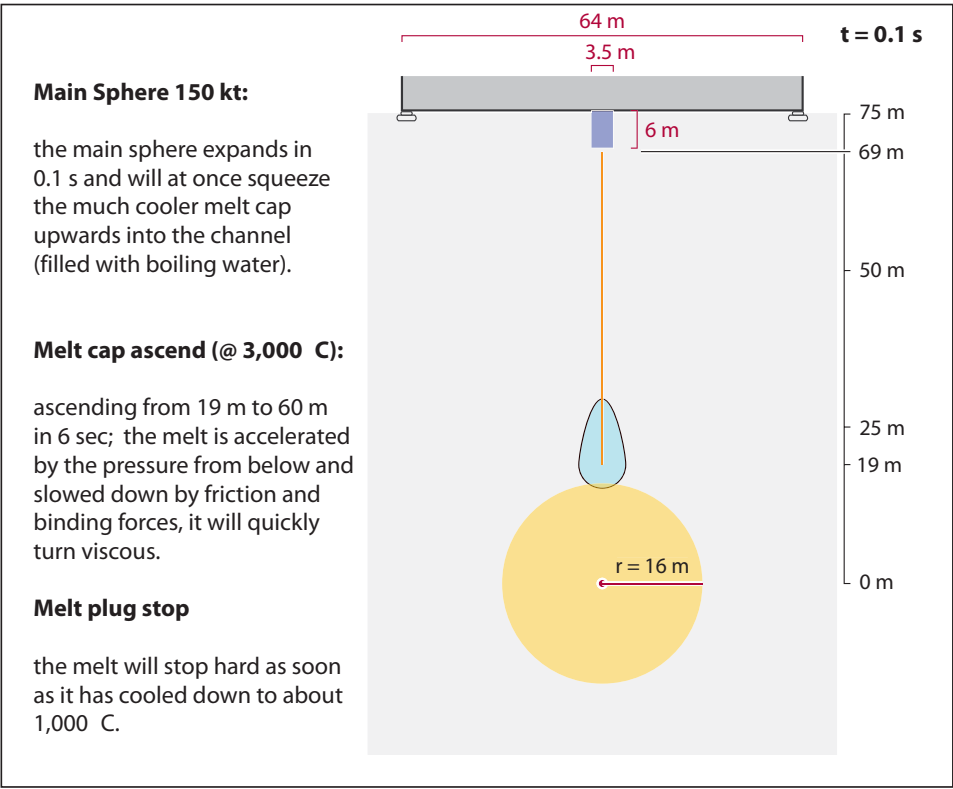 64 m
t = 0.1 s
3.5 m
Main Sphere 150 kt:
75 m
6 m
69 m
the main sphere expands in
0.1 s and will at once squeeze
the much cooler melt cap
upwards into the channel
(filled with boiling water).
50 m
Melt cap ascend (@ 3,000 C):
ascending from 19 m to 60 m
in 6 sec; the melt is accelerated
by the pressure from below and
slowed down by friction and
binding forces, it will quickly
turn viscous.
25 m
19 m
r = 16 m
0 m
Melt plug stop
the melt will stop hard as soon
as it has cooled down to about
1,000 C.